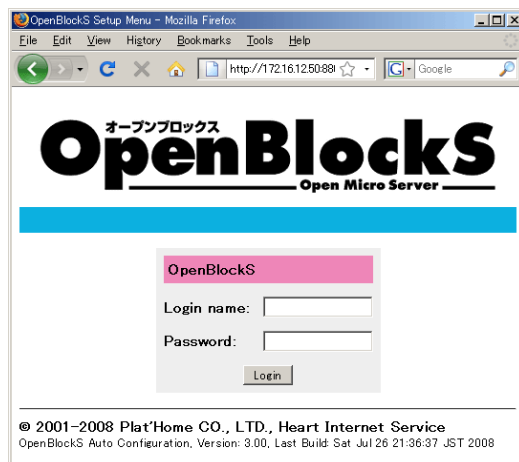 OpenBlockS Setup Menu - Mozilla Firefox
File Edit View History Bookmarks Tools Help
http://172.16.12.50:880 Google
オープンブロックス
OpenBlockS
Open Micro Server
OpenBlockS
Login name:
Password:
Login
© 2001-2008 Plat'Home CO., LTD., Heart Internet Service
OpenBlockS Auto Configuration, Version: 3.00, Last Build: Sat Jul 26 21:36:37 JST 2008